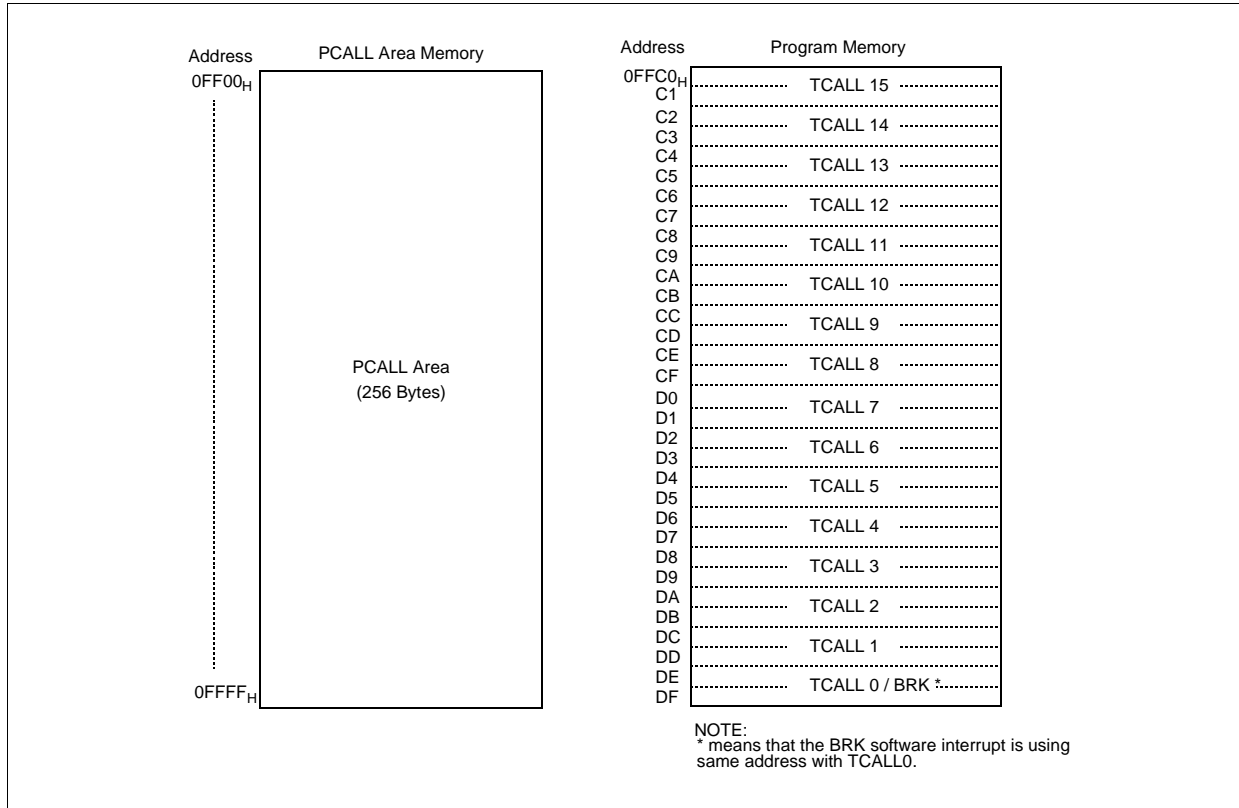 Address PCALL Area Memory
0FF00H
PCALL Area
(256 Bytes)
0FFFFH
Address Program Memory
0FFC0H
C1
TCALL 15
C2
C3
TCALL 14
C4
C5
TCALL 13
C6
C7
TCALL 12
C8
C9
TCALL 11
CA
CB
TCALL 10
CC
CD
TCALL 9
CE
CF
TCALL 8
D0
D1
TCALL 7
D2
D3
TCALL 6
D4
D5
TCALL 5
D6
D7
TCALL 4
D8
D9
TCALL 3
DA
DB
TCALL 2
DC
DD
TCALL 1
DE
DF
TCALL 0 / BRK *
NOTE:
* means that the BRK software interrupt is using
same address with TCALL0.